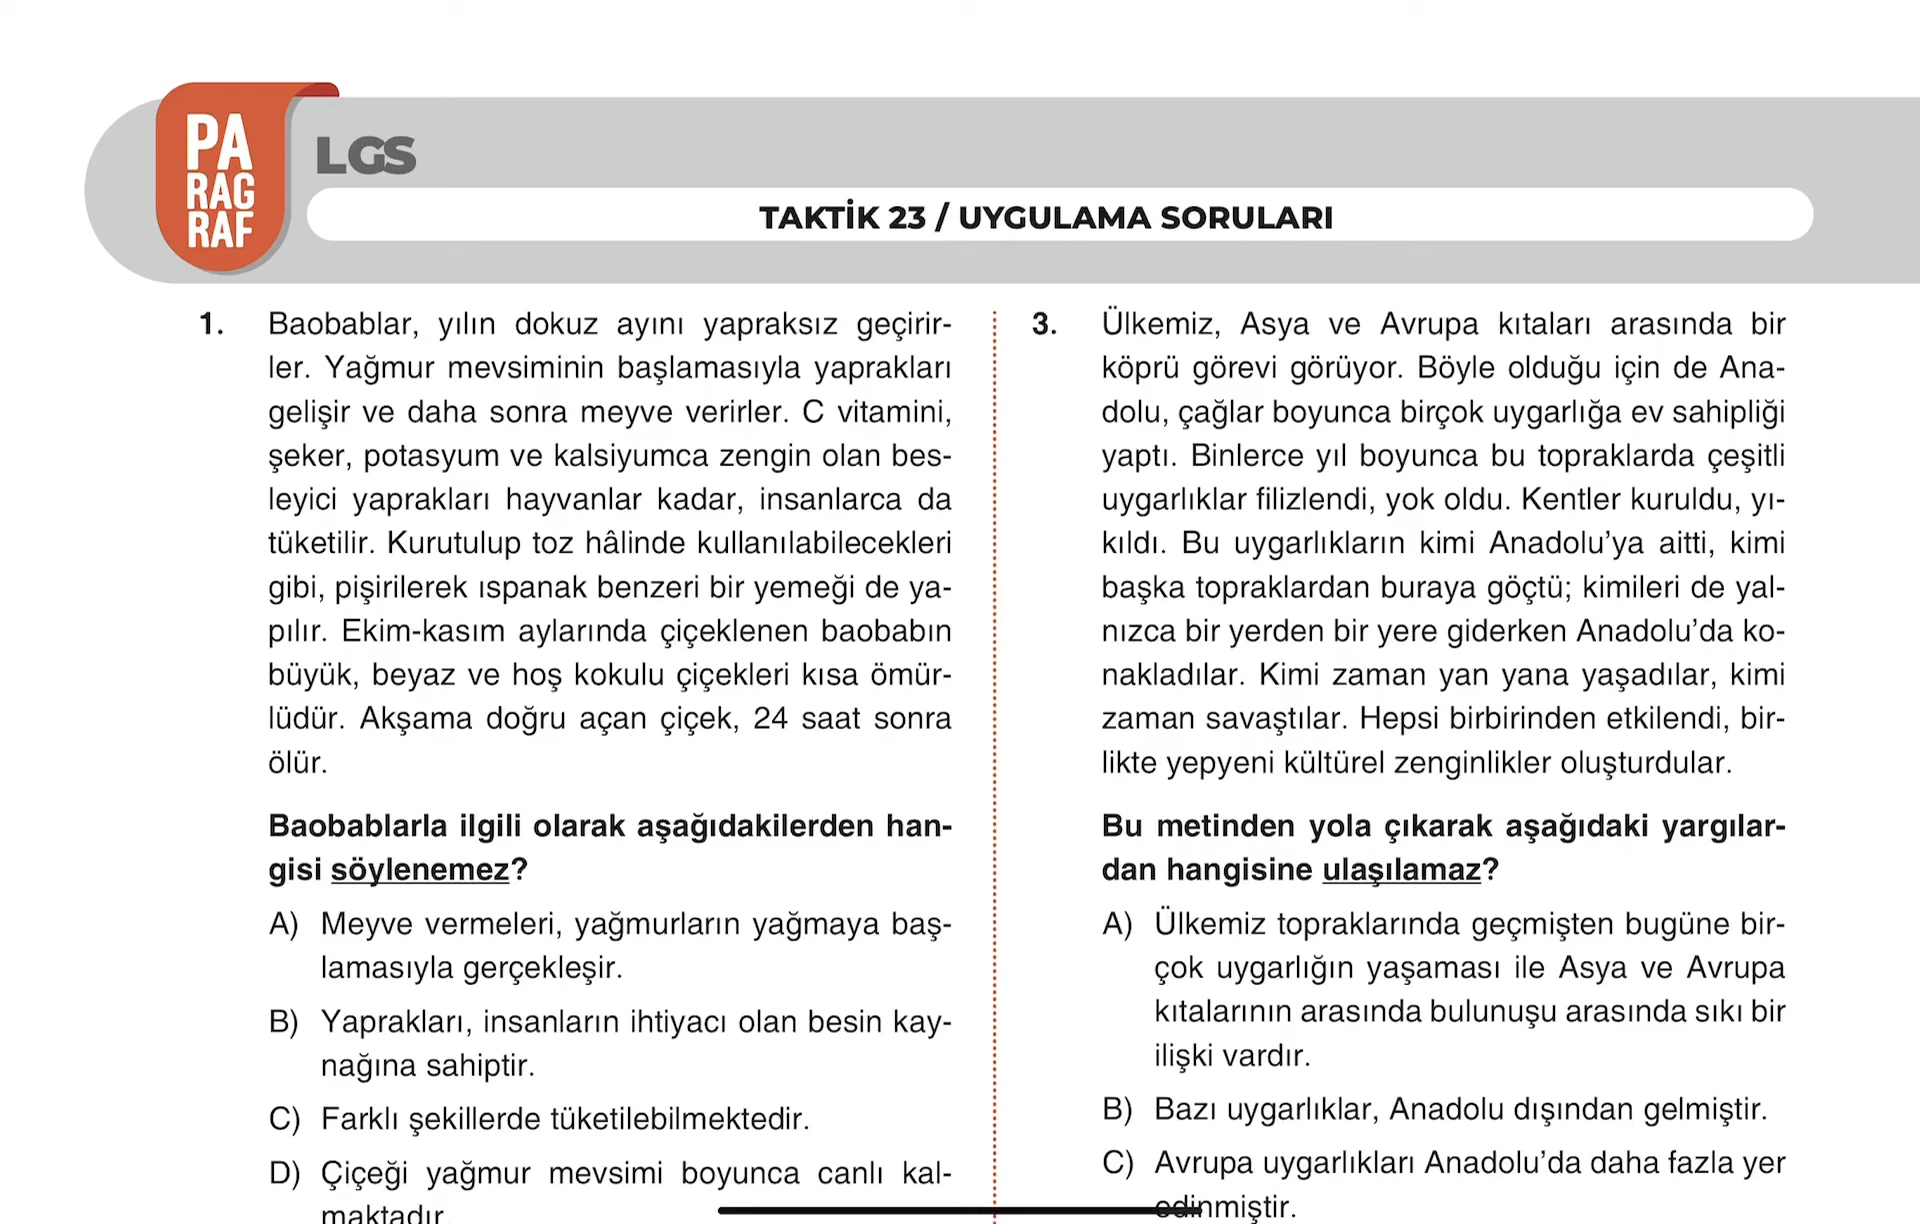 PA
RAG
RAF
LGS
TAKTİK 23 / UYGULAMA SORULARI
1. Baobablar, yılın dokuz ayını yapraksız geçirir-
ler. Yağmur mevsiminin başlamasıyla yaprakları
gelişir ve daha sonra meyve verirler. C vitamini,
şeker, potasyum ve kalsiyumca zengin olan bes-
leyici yaprakları hayvanlar kadar, insanlarca da
tüketilir. Kurutulup toz hâlinde kullanılabilecekleri
gibi, pişirilerek ıspanak benzeri bir yemeği de ya-
pılır. Ekim-kasım aylarında çiçeklenen baobabın
büyük, beyaz ve hoş kokulu çiçekleri kısa ömür-
lüdür. Akşama doğru açan çiçek, 24 saat sonra
ölür.
Baobablarla ilgili olarak aşağıdakilerden han-
gisi söylenemez?
A) Meyve vermeleri, yağmurların yağmaya baş-
lamasıyla gerçekleşir.
B) Yaprakları, insanların ihtiyacı olan besin kay-
nağına sahiptir.
C) Farklı şekillerde tüketilebilmektedir.
D) Çiçeği yağmur mevsimi boyunca canlı kal-
maktadır.
3. Ülkemiz, Asya ve Avrupa kıtaları arasında bir
köprü görevi görüyor. Böyle olduğu için de Ana-
dolu, çağlar boyunca birçok uygarlığa ev sahipliği
yaptı. Binlerce yıl boyunca bu topraklarda çeşitli
uygarlıklar filizlendi, yok oldu. Kentler kuruldu, yı-
kıldı. Bu uygarlıkların kimi Anadolu’ya aitti, kimi
başka topraklardan buraya göçtü; kimileri de yal-
nızca bir yerden bir yere giderken Anadolu’da ko-
nakladılar. Kimi zaman yan yana yaşadılar, kimi
zaman savaştılar. Hepsi birbirinden etkilendi, bir-
likte yepyeni kültürel zenginlikler oluşturdular.
Bu metinden yola çıkarak aşağıdaki yargılar-
dan hangisine ulaşılamaz?
A) Ülkemiz topraklarında geçmişten bugüne bir-
çok uygarlığın yaşaması ile Asya ve Avrupa
kıtalarının arasında bulunuşu arasında sıkı bir
ilişki vardır.
B) Bazı uygarlıklar, Anadolu dışından gelmiştir.
C) Avrupa uygarlıkları Anadolu’da daha fazla yer
edinmiştir.